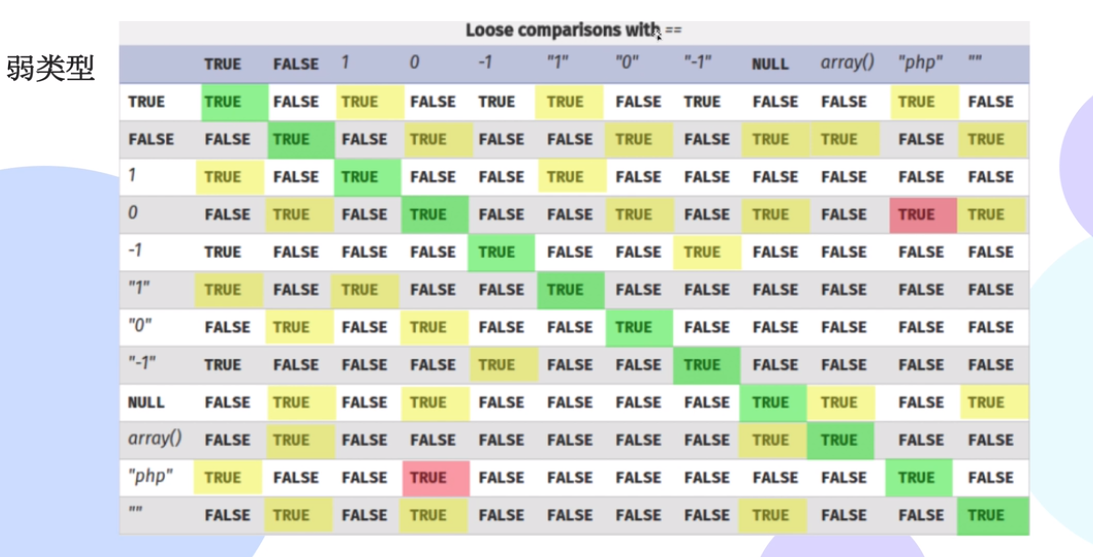 Loose comparisons with ==
弱类型
TRUE FALSE 1 0 -1 "1" "0" "-1" NULL array() "php" ""
TRUE TRUE FALSE TRUE FALSE TRUE TRUE FALSE TRUE FALSE FALSE TRUE FALSE
FALSE FALSE TRUE FALSE TRUE FALSE FALSE TRUE FALSE TRUE TRUE FALSE TRUE
1 TRUE FALSE TRUE FALSE FALSE TRUE FALSE FALSE FALSE FALSE FALSE FALSE
0 FALSE TRUE FALSE TRUE FALSE FALSE TRUE FALSE TRUE FALSE TRUE TRUE
-1 TRUE FALSE FALSE FALSE TRUE FALSE FALSE TRUE FALSE FALSE FALSE FALSE
"1" TRUE FALSE TRUE FALSE FALSE TRUE FALSE FALSE FALSE FALSE FALSE FALSE
"0" FALSE TRUE FALSE TRUE FALSE FALSE TRUE FALSE FALSE FALSE FALSE FALSE
"-1" TRUE FALSE FALSE FALSE TRUE FALSE FALSE TRUE FALSE FALSE FALSE FALSE
NULL FALSE TRUE FALSE TRUE FALSE FALSE FALSE FALSE TRUE TRUE FALSE TRUE
array() FALSE TRUE FALSE FALSE FALSE FALSE FALSE FALSE TRUE TRUE FALSE FALSE
"php" TRUE FALSE FALSE TRUE FALSE FALSE FALSE FALSE FALSE FALSE TRUE FALSE
"" FALSE TRUE FALSE TRUE FALSE FALSE FALSE FALSE TRUE FALSE FALSE TRUE